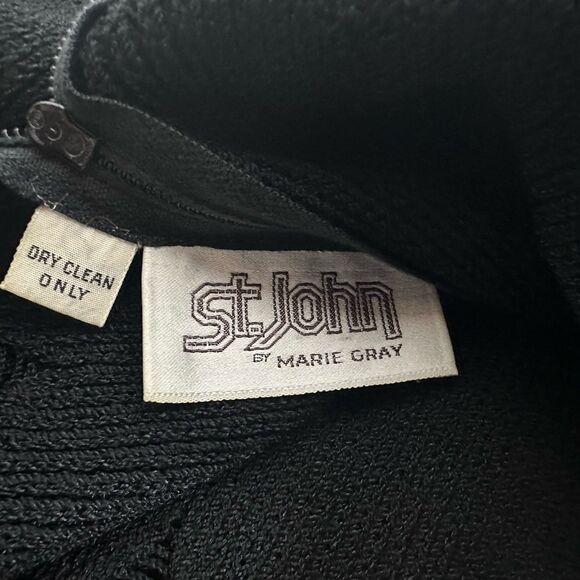 DRY CLEAN
ONLY
St. John
BY MARIE GRAY